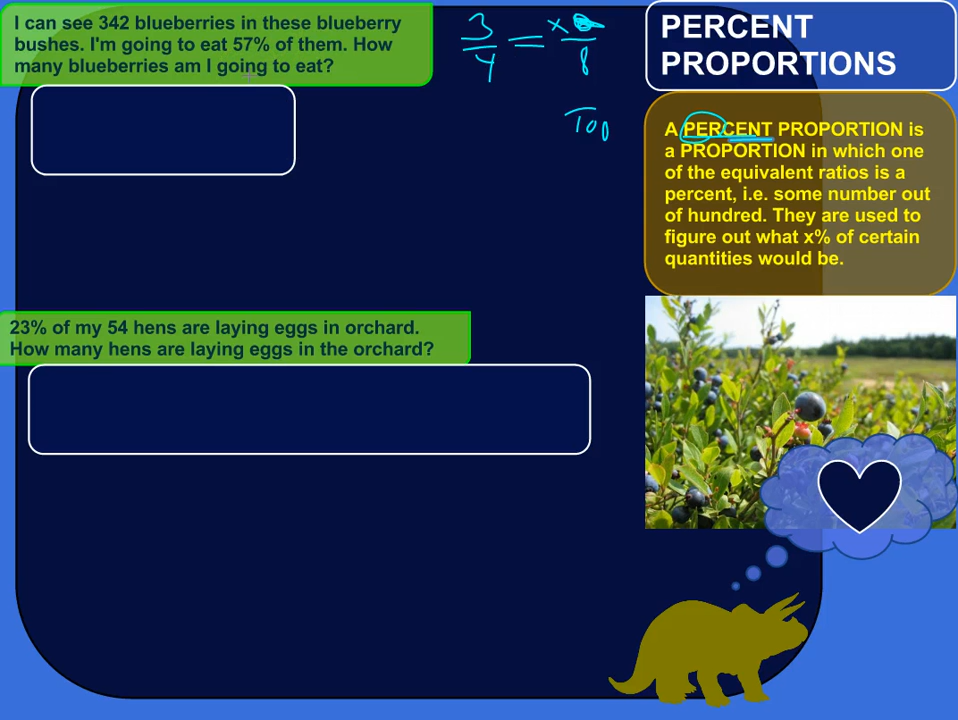 I can see 342 blueberries in these blueberry
bushes. I'm going to eat 57% of them. How
many blueberries am I going to eat?
3 x
4 = 8
100
PERCENT
PROPORTIONS
A PERCENT PROPORTION is
a PROPORTION in which one
of the equivalent ratios is a
percent, i.e. some number out
of hundred. They are used to
figure out what x% of certain
quantities would be.
23% of my 54 hens are laying eggs in orchard.
How many hens are laying eggs in the orchard?